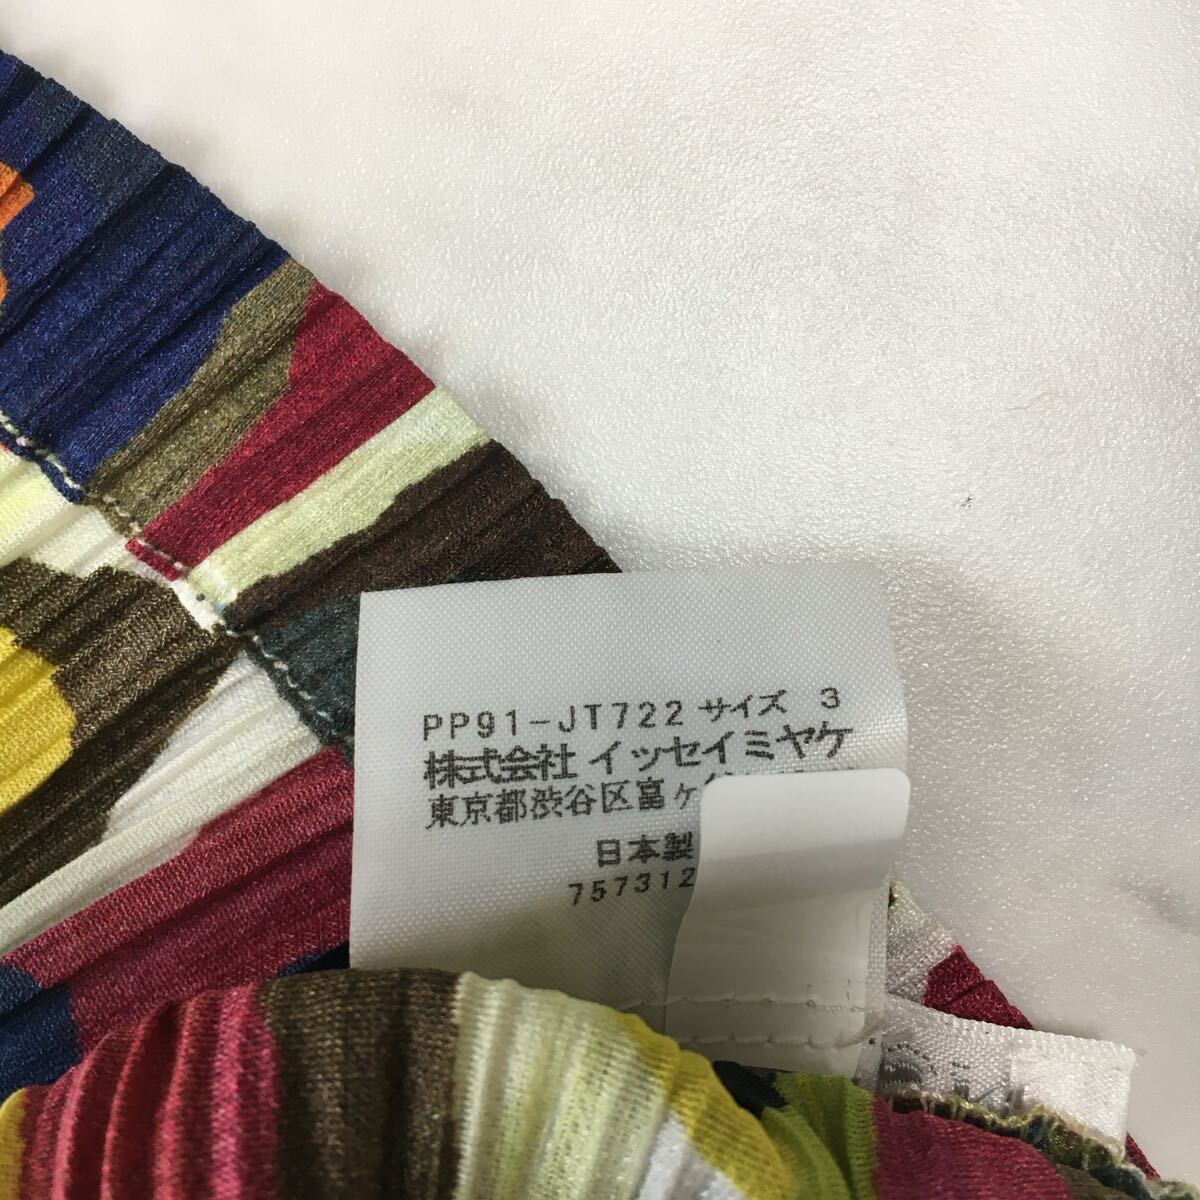 PP91-JT722 サイズ 3
株式会社 イッセイミヤケ
東京都渋谷区富ヶ
日本製
757312